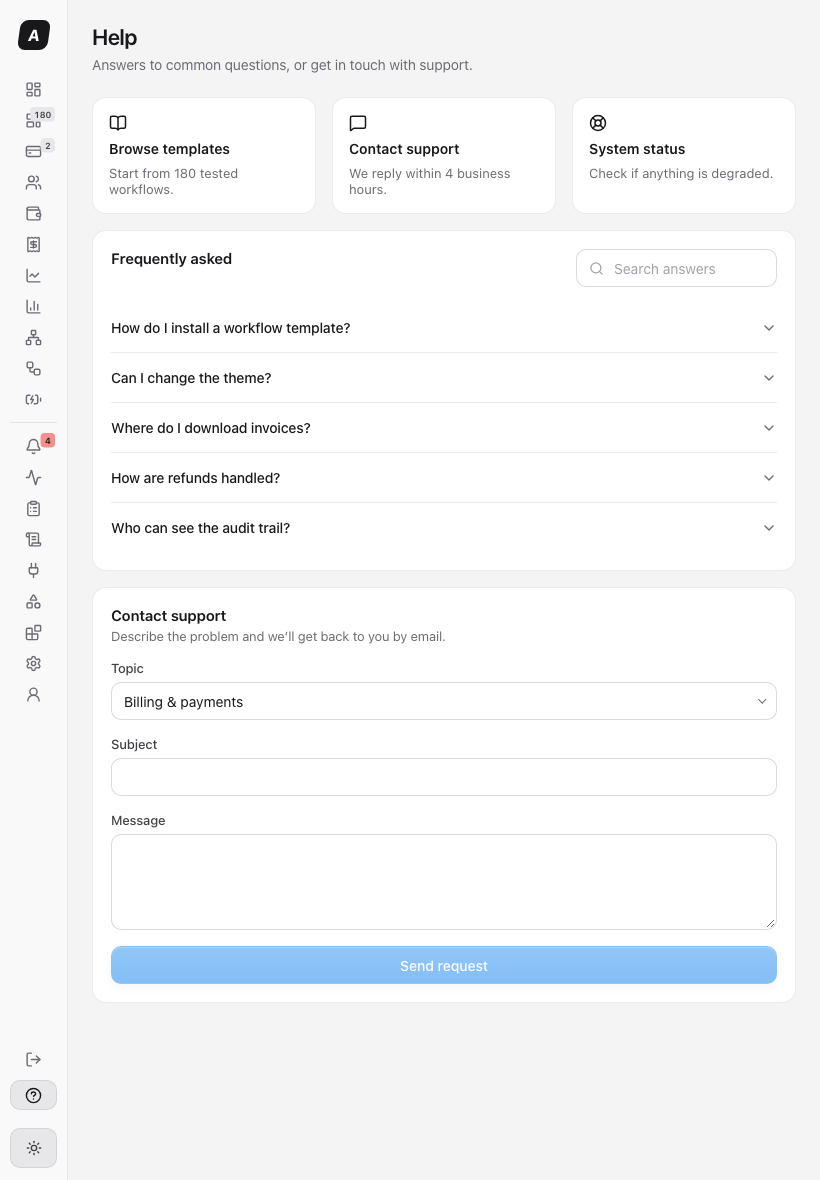 A
180
2
4
Help
Answers to common questions, or get in touch with support.
Browse templates
Start from 180 tested
workflows.
Contact support
We reply within 4 business
hours.
System status
Check if anything is degraded.
Frequently asked
Search answers
How do I install a workflow template?
Can I change the theme?
Where do I download invoices?
How are refunds handled?
Who can see the audit trail?
Contact support
Describe the problem and we’ll get back to you by email.
Topic
Billing & payments
Subject
Message
Send request